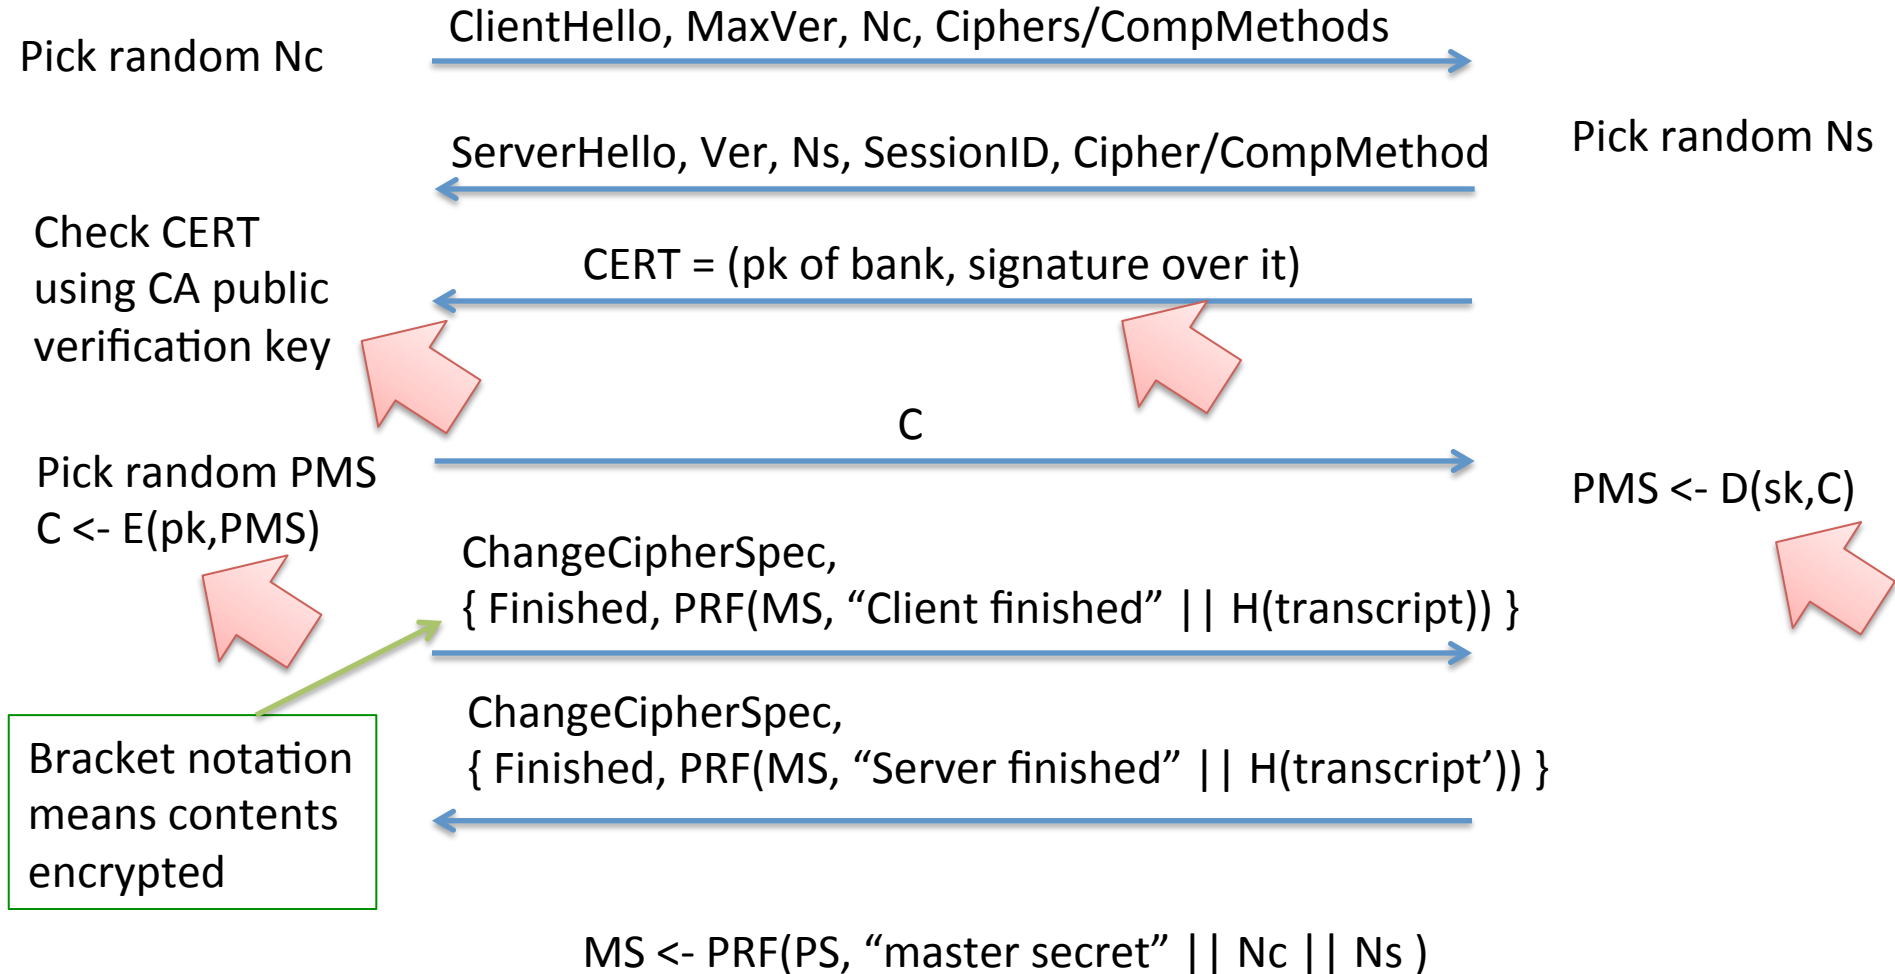 Pick random Nc
ClientHello, MaxVer, Nc, Ciphers/CompMethods
Pick random Ns
ServerHello, Ver, Ns, SessionID, Cipher/CompMethod
Check CERT
using CA public
verification key
CERT = (pk of bank, signature over it)
C
Pick random PMS
C <- E(pk,PMS)
PMS <- D(sk,C)
ChangeCipherSpec,
{ Finished, PRF(MS, “Client finished” || H(transcript)) }
ChangeCipherSpec,
{ Finished, PRF(MS, “Server finished” || H(transcript’)) }
Bracket notation
means contents
encrypted
MS <- PRF(PS, “master secret” || Nc || Ns )